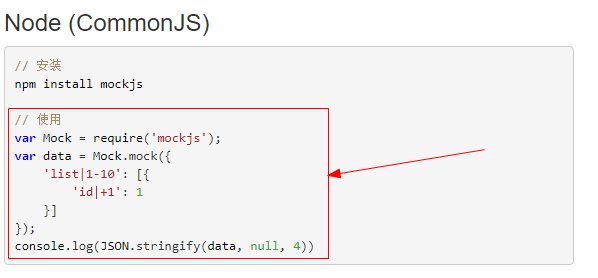 Node (CommonJS)
// 安装
npm install mockjs
// 使用
var Mock = require('mockjs');
var data = Mock.mock({
    'list|1-10': [{
        'id|+1': 1
    }]
});
console.log(JSON.stringify(data, null, 4))